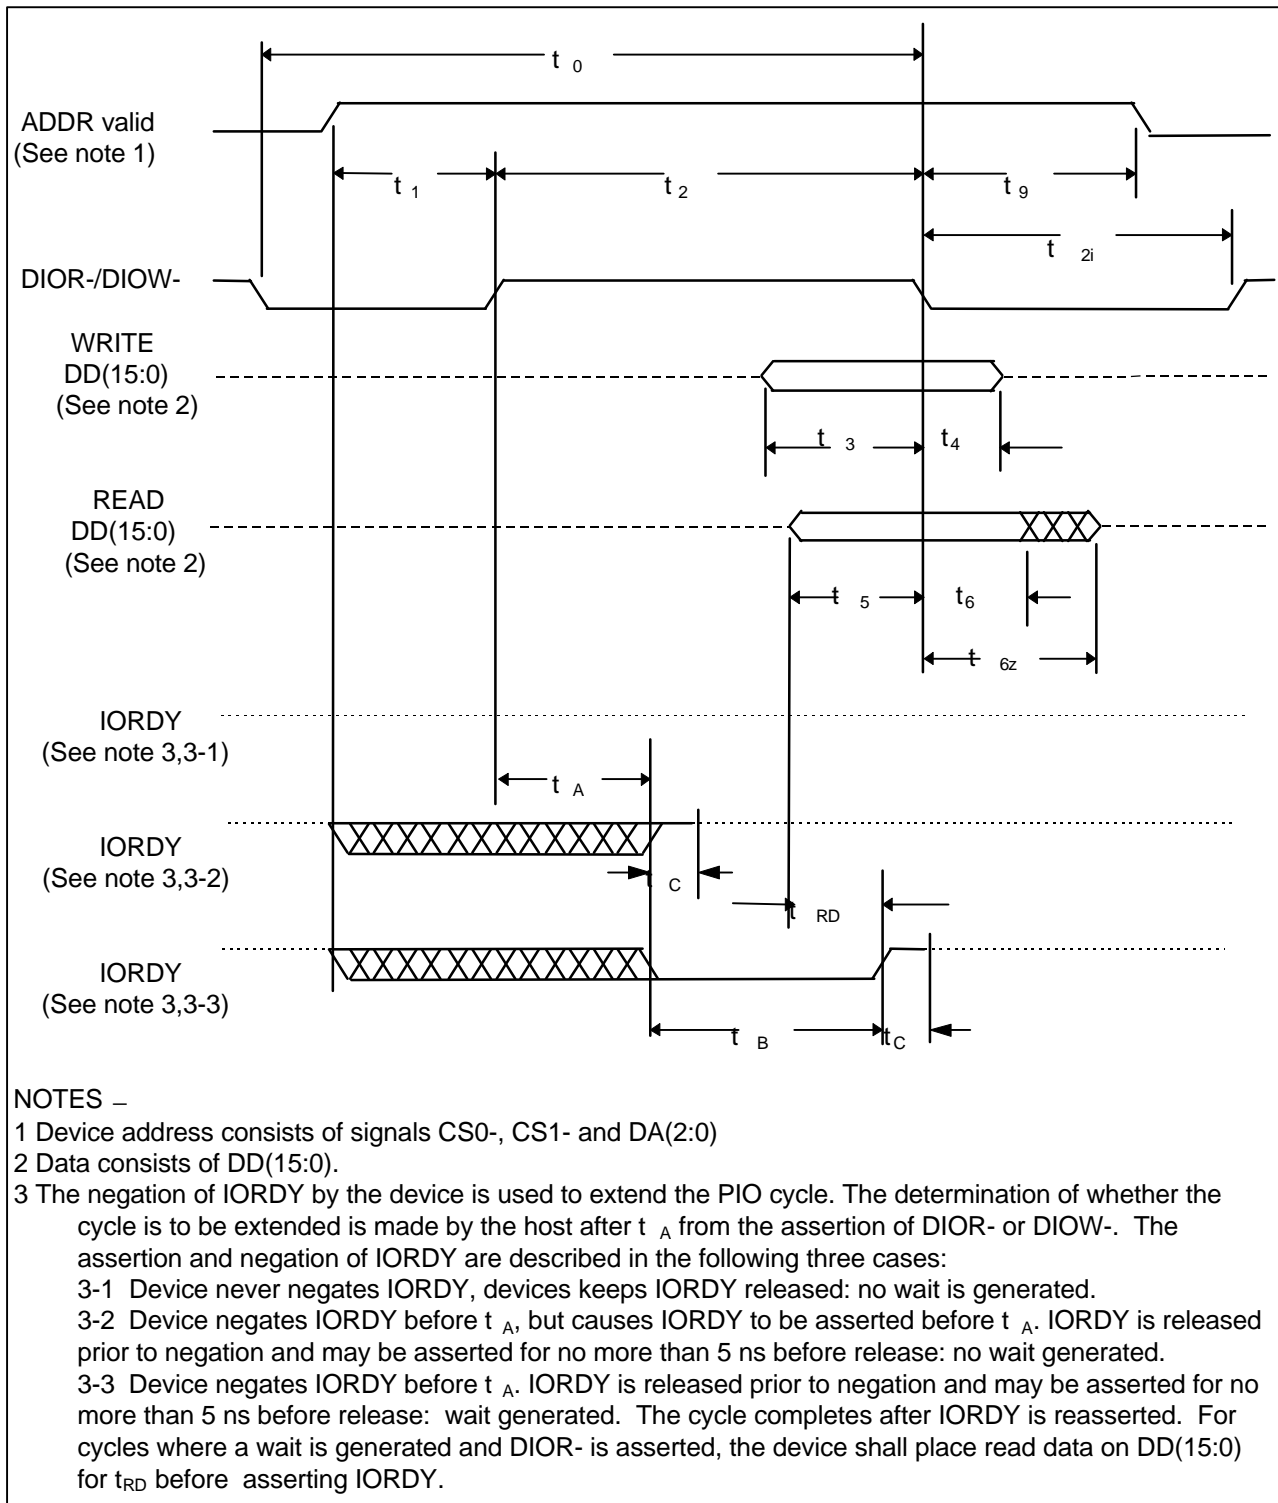 t 0
ADDR valid
(See note 1)
t 1
t 2
t 9
t 2i
DIOR-/DIOW-
WRITE
DD(15:0)
(See note 2)
t 3
t4
READ
DD(15:0)
(See note 2)
t 5
t6
t 6z
IORDY
(See note 3,3-1)
t A
IORDY
(See note 3,3-2)
t C
t RD
IORDY
(See note 3,3-3)
t B
tC
NOTES –
1 Device address consists of signals CS0-, CS1- and DA(2:0)
2 Data consists of DD(15:0).
3 The negation of IORDY by the device is used to extend the PIO cycle. The determination of whether the
cycle is to be extended is made by the host after t A from the assertion of DIOR- or DIOW-. The
assertion and negation of IORDY are described in the following three cases:
3-1 Device never negates IORDY, devices keeps IORDY released: no wait is generated.
3-2 Device negates IORDY before t A, but causes IORDY to be asserted before t A. IORDY is released
prior to negation and may be asserted for no more than 5 ns before release: no wait generated.
3-3 Device negates IORDY before t A. IORDY is released prior to negation and may be asserted for no
more than 5 ns before release: wait generated. The cycle completes after IORDY is reasserted. For
cycles where a wait is generated and DIOR- is asserted, the device shall place read data on DD(15:0)
for tRD before asserting IORDY.